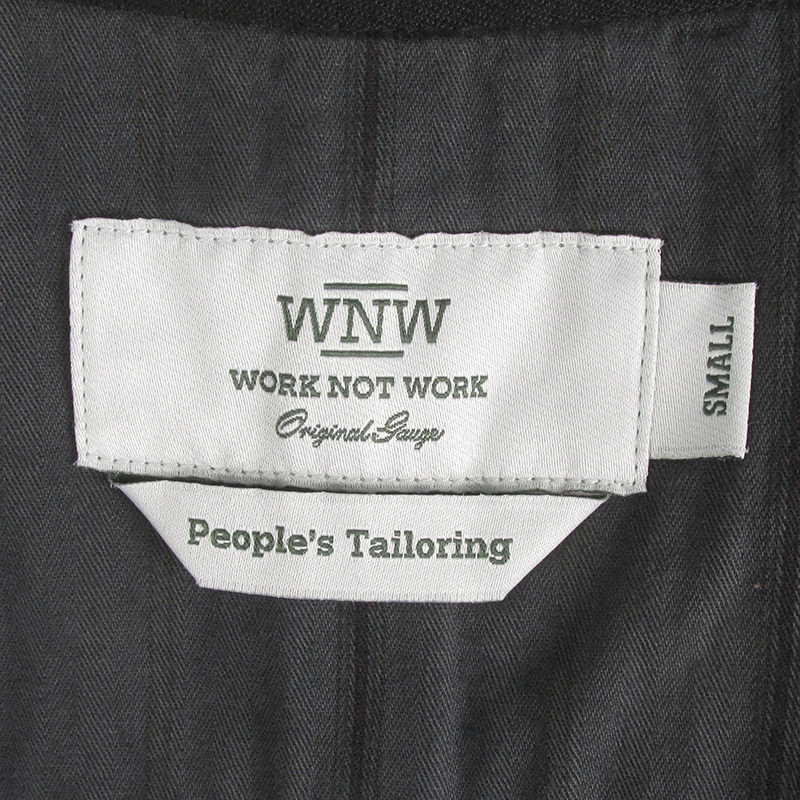 WNW
WORK NOT WORK
Original Gauge
SMALL
People's Tailoring